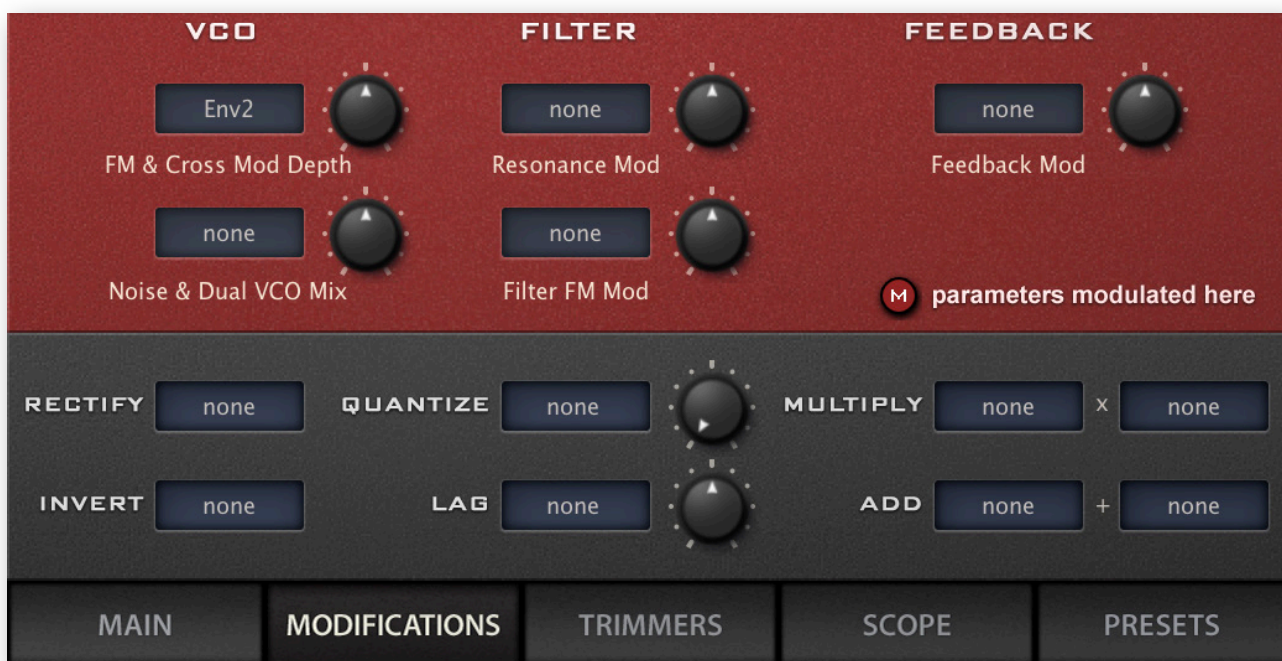 VCO FILTER FEEDBACK
Env2 none none
FM & Cross Mod Depth Resonance Mod Feedback Mod
none none
Noise & Dual VCO Mix Filter FM Mod M parameters modulated here
RECTIFY none QUANTIZE none MULTIPLY none x none
INVERT none LAG none ADD none + none
MAIN MODIFICATIONS TRIMMERS SCOPE PRESETS